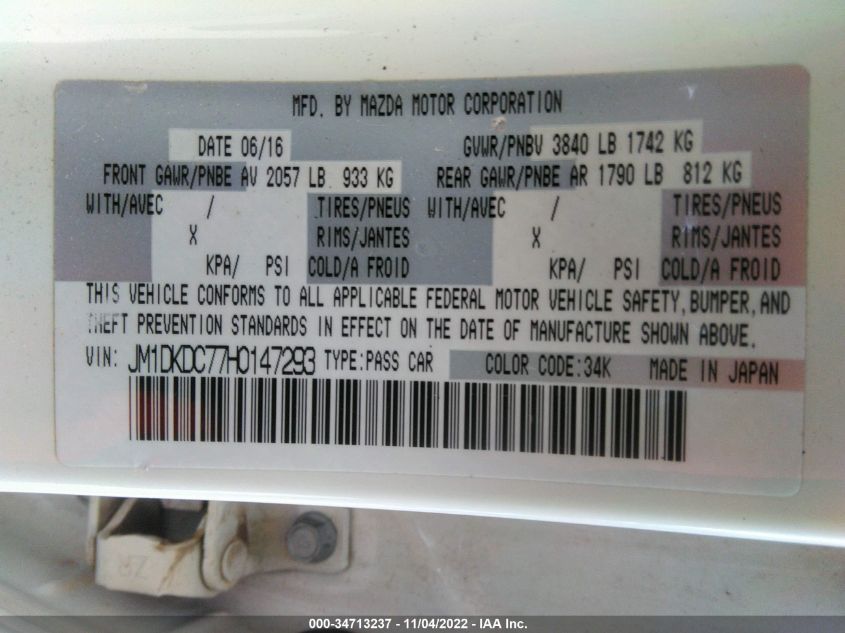 MFD. BY MAZDA MOTOR CORPORATION
DATE 06/16 GVWR/PNBV 3840 LB 1742 KG
FRONT GAWR/PNBE AV 2057 LB 933 KG REAR GAWR/PNBE AR 1790 LB 812 KG
WITH/AVEC / TIRES/PNEUS WITH/AVEC / TIRES/PNEUS
X RIMS/JANTES X RIMS/JANTES
KPA/ PSI COLD/A FROID KPA/ PSI COLD/A FROID
THIS VEHICLE CONFORMS TO ALL APPLICABLE FEDERAL MOTOR VEHICLE SAFETY, BUMPER, AND
THEFT PREVENTION STANDARDS IN EFFECT ON THE DATE OF MANUFACTURE SHOWN ABOVE.
VIN: JM1DKDC77H0147293 TYPE:PASS CAR COLOR CODE:34K MADE IN JAPAN
ZR
000-34713237 - 11/04/2022 - IAA Inc.